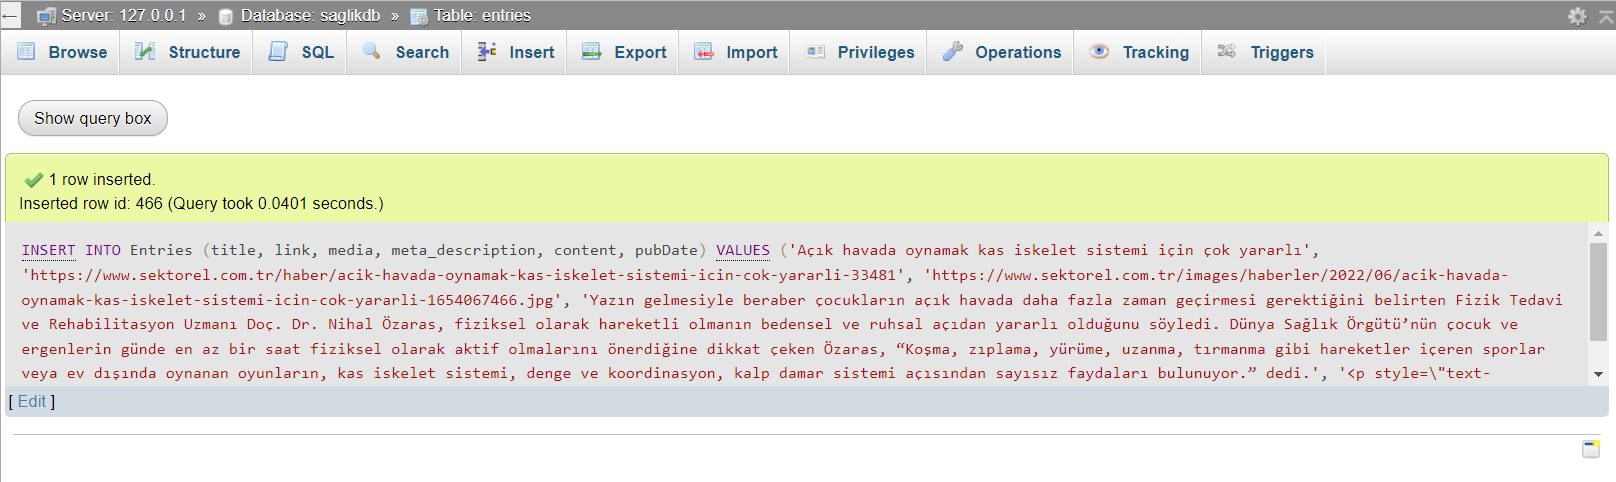 Server: 127.0.0.1 » Database: saglikdb » Table: entries
Browse Structure SQL Search Insert Export Import Privileges Operations Tracking Triggers
Show query box
1 row inserted.
Inserted row id: 466 (Query took 0.0401 seconds.)
INSERT INTO Entries (title, link, media, meta_description, content, pubDate) VALUES ('Açık havada oynamak kas iskelet sistemi için çok yararlı',
'https://www.sektorel.com.tr/haber/acik-havada-oynamak-kas-iskelet-sistemi-icin-cok-yararli-33481', 'https://www.sektorel.com.tr/images/haberler/2022/06/acik-havada-
oynamak-kas-iskelet-sistemi-icin-cok-yararli-1654067466.jpg', 'Yazın gelmesiyle beraber çocukların açık havada daha fazla zaman geçirmesi gerektiğini belirten Fizik Tedavi
ve Rehabilitasyon Uzmanı Doç. Dr. Nihal Özaras, fiziksel olarak hareketli olmanın bedensel ve ruhsal açıdan yararlı olduğunu söyledi. Dünya Sağlık Örgütü’nün çocuk ve
ergenlerin günde en az bir saat fiziksel olarak aktif olmalarını önerdiğine dikkat çeken Özaras, “Koşma, zıplama, yürüme, uzanma, tırmanma gibi hareketler içeren sporlar
veya ev dışında oynanan oyunların, kas iskelet sistemi, denge ve koordinasyon, kalp damar sistemi açısından sayısız faydaları bulunuyor.” dedi.', '<p style=\"text-
[ Edit ]